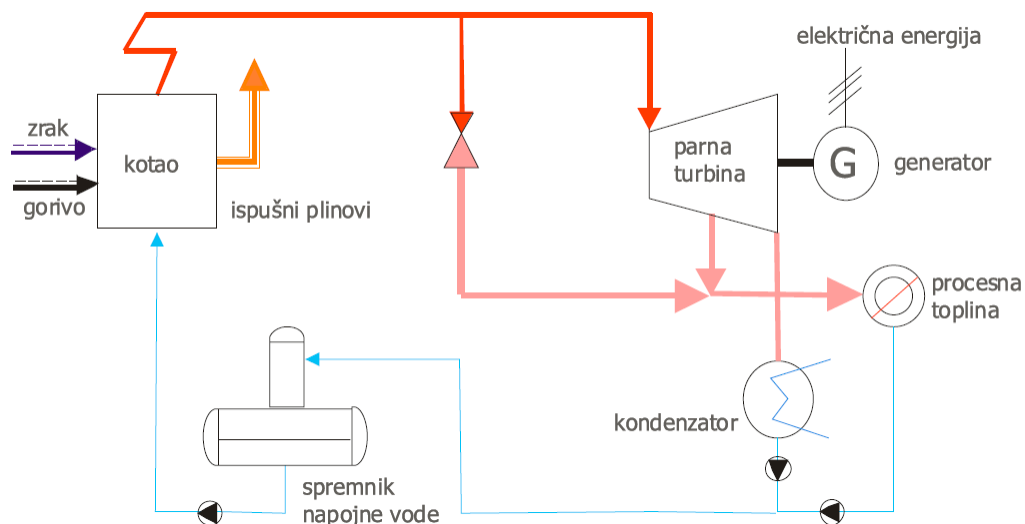 električna energija
zrak
kotao
gorivo
ispušni plinovi
parna
turbina
G
generator
procesna
toplina
kondenzator
spremnik
napojne vode